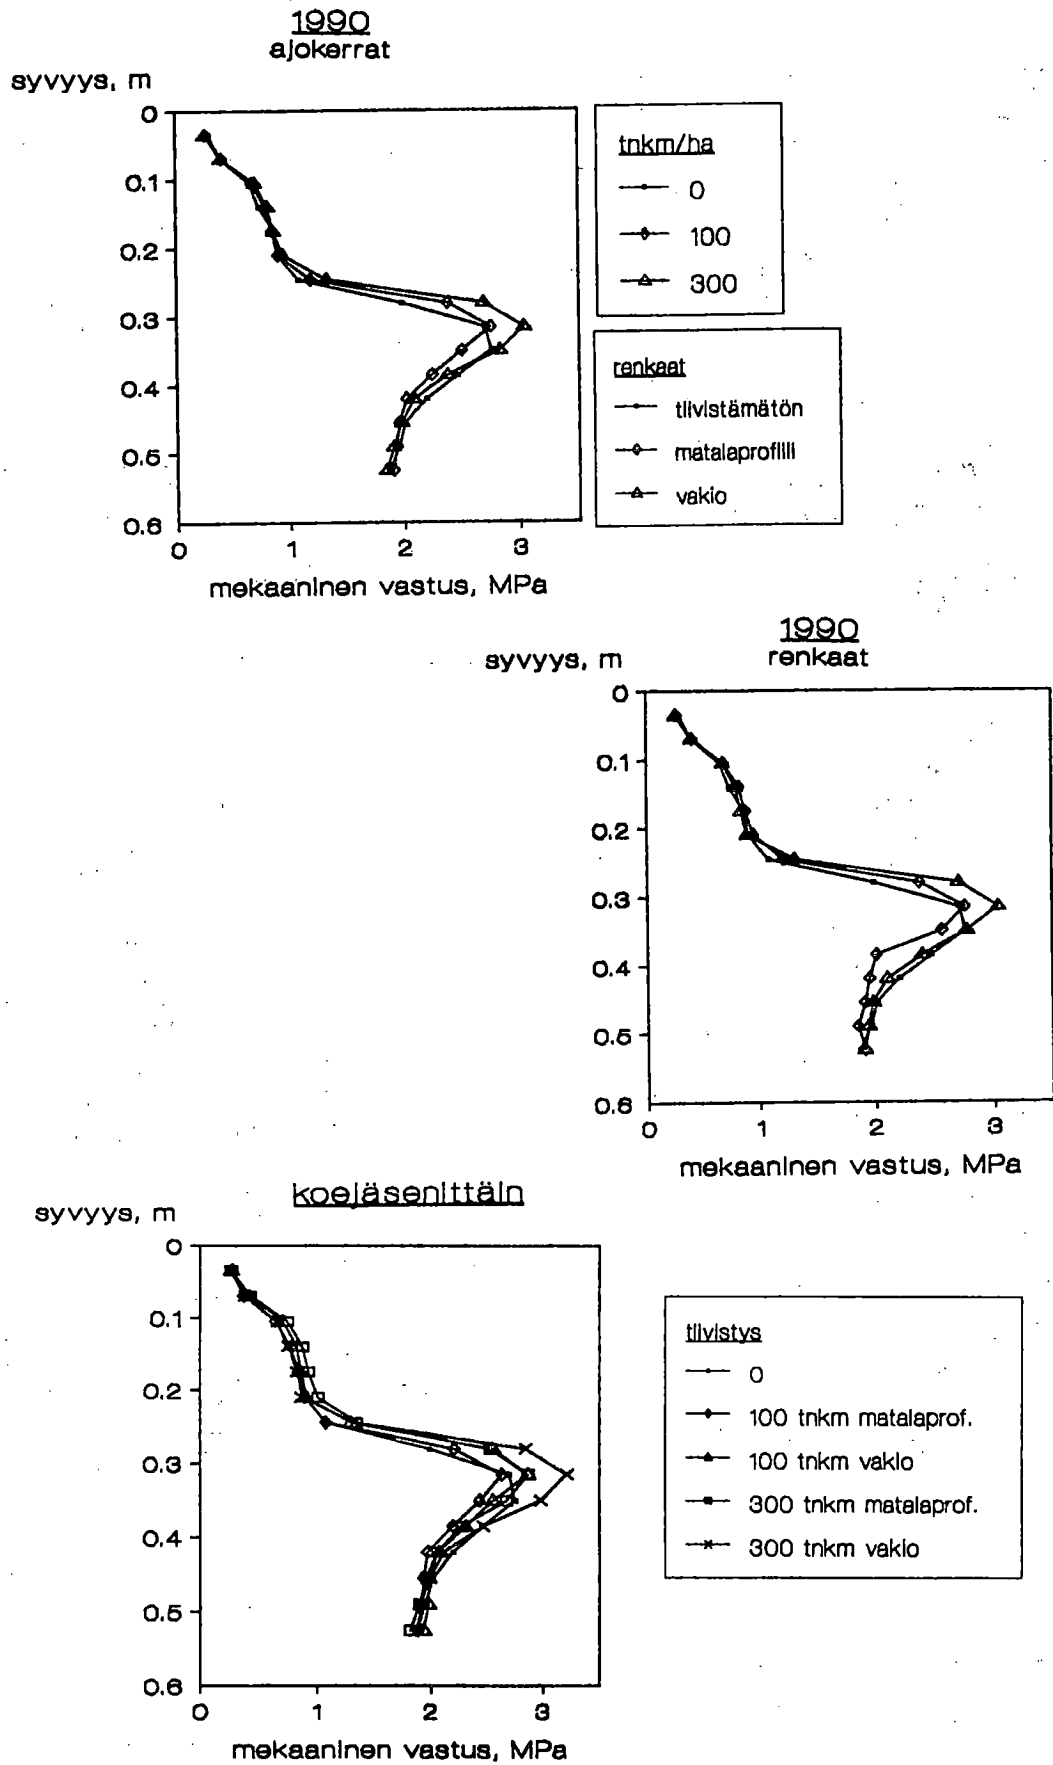 1990
ajokerrat
syvyys, m
0
0.1
0.2
0.3
0.4
0.5
0.6
0
1
2
3
mekaaninen vastus, MPa
tnkm/ha
0
100
300
renkaat
tiivistämätön
matalaprofiili
vakio
1990
renkaat
syvyys, m
0
0.1
0.2
0.3
0.4
0.5
0.6
0
1
2
3
mekaaninen vastus, MPa
koejäsenittäin
syvyys, m
0
0.1
0.2
0.3
0.4
0.5
0.6
0
1
2
3
mekaaninen vastus, MPa
tiivistys
0
100 tnkm matalaprof.
100 tnkm vakio
300 tnkm matalaprof.
300 tnkm vakio